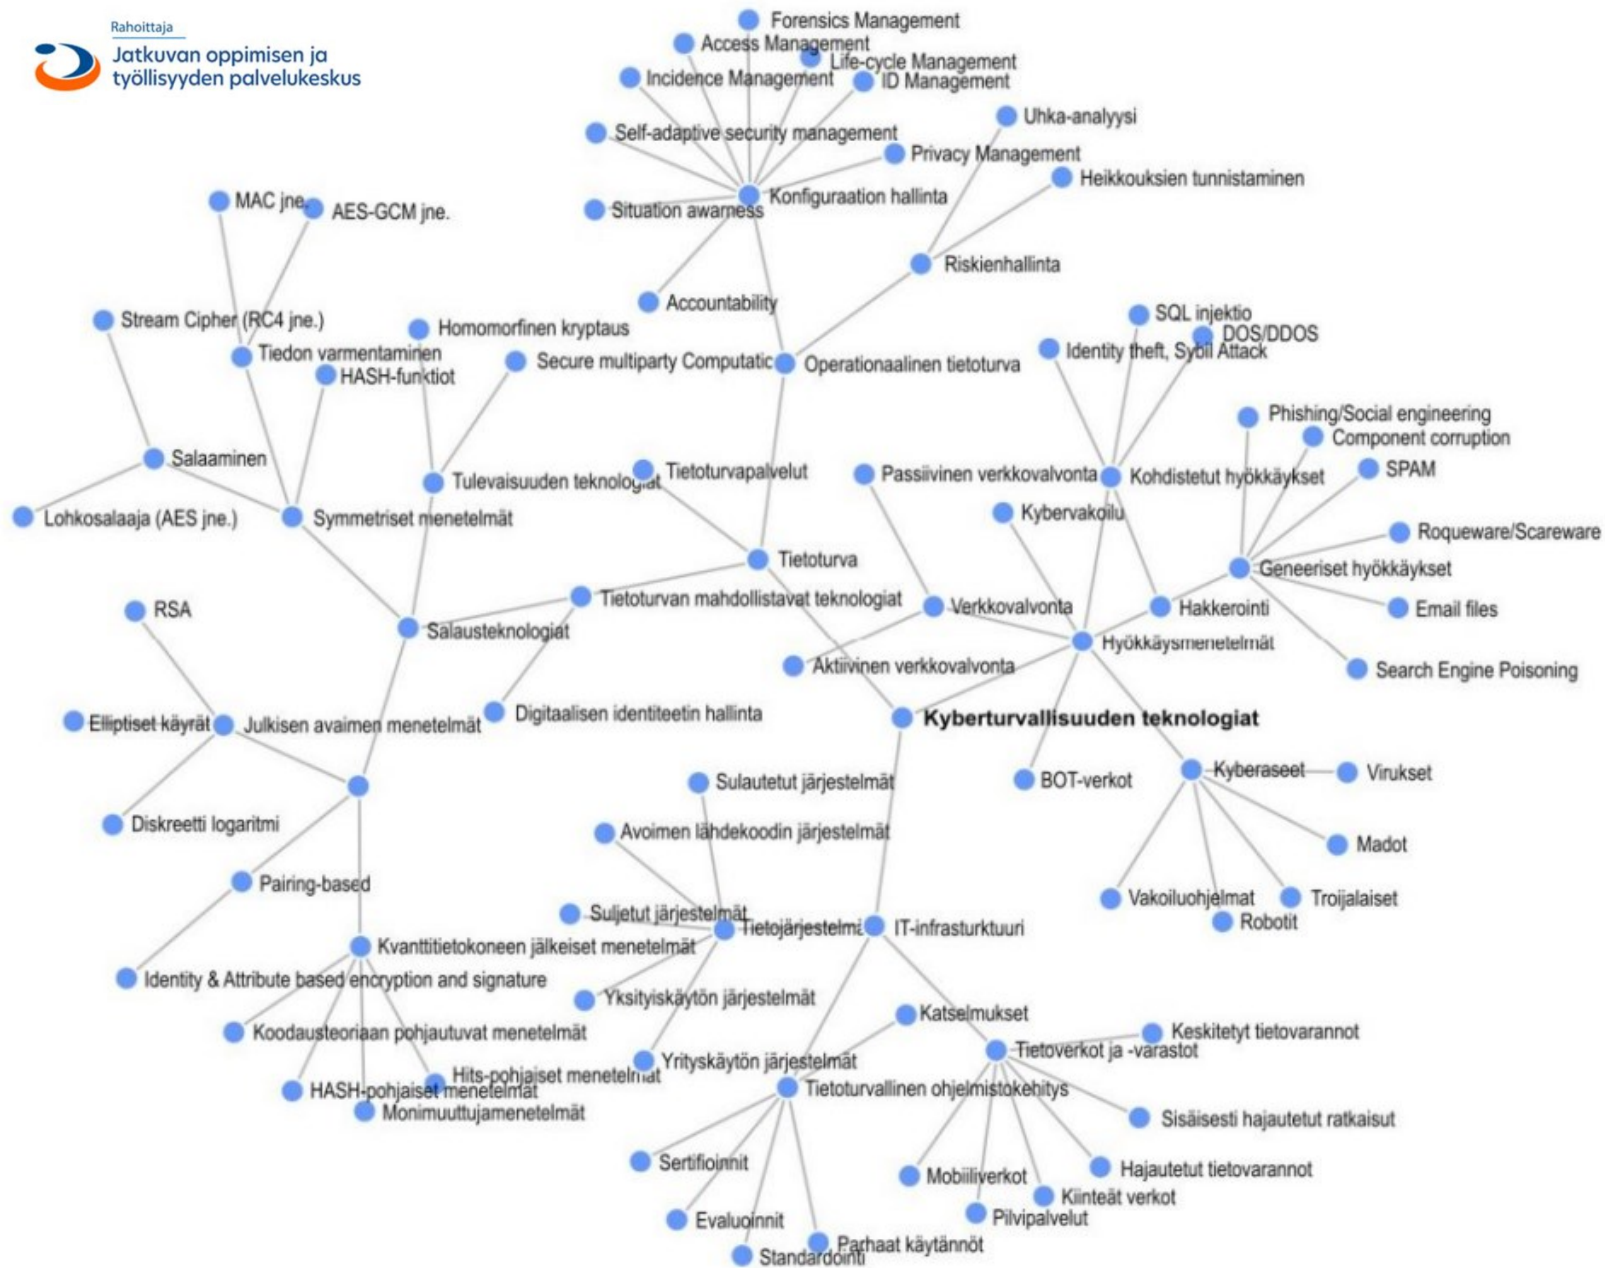 Rahoittaja
Jatkuvan oppimisen ja
työllisyyden palvelukeskus
Forensics Management
Access Management
Life-cycle Management
Incidence Management
ID Management
Uhka-analyysi
Self-adaptive security management
Privacy Management
Heikkouksien tunnistaminen
Konfiguraation hallinta
Situation awarness
MAC jne.
AES-GCM jne.
Riskienhallinta
Accountability
SQL injektio
Stream Cipher (RC4 jne.)
Homomorfinen kryptaus
DOS/DDOS
Tiedon varmentaminen
Identity theft, Sybil Attack
Secure multiparty Computatic
Operationaalinen tietoturva
HASH-funktiot
Phishing/Social engineering
Component corruption
Salaaminen
SPAM
Tietoturvapalvelut
Passiivinen verkkovalvonta
Kohdistetut hyökkäykset
Tulevaisuuden teknologiat
Kybervakoilu
Lohkosalaaja (AES jne.)
Symmetriset menetelmät
Roqueware/Scareware
Tietoturva
Geneeriset hyökkäykset
Tietoturvan mahdollistavat teknologiat
Verkkovalvonta
Hakkerointi
Email files
RSA
Salausteknologiat
Hyökkäysmenetelmät
Aktiivinen verkkovalvonta
Search Engine Poisoning
Digitaalisen identiteetin hallinta
Kyberturvallisuuden teknologiat
Elliptiset käyrät
Julkisen avaimen menetelmät
Kyberaseet
Virukset
Sulautetut järjestelmät
BOT-verkot
Diskreetti logaritmi
Avoimen lähdekoodin järjestelmät
Madot
Pairing-based
Vakoiluohjelmat
Troijalaiset
Suljetut järjestelmät
Robotit
Tietojärjestelmä
IT-infrasturktuuri
Kvanttitietokoneen jälkeiset menetelmät
Identity & Attribute based encryption and signature
Yksityiskäytön järjestelmät
Katselmukset
Koodausteoriaan pohjautuvat menetelmät
Keskitetyt tietovarannot
Tietoverkot ja -varastot
Yrityskäytön järjestelmät
Hits-pohjaiset menetelmät
HASH-pohjaiset menetelmät
Tietoturvallinen ohjelmistokehitys
Monimuuttujamenetelmät
Sisäisesti hajautetut ratkaisut
Sertifioinnit
Hajautetut tietovarannot
Mobiiliverkot
Kiinteät verkot
Pilvipalvelut
Evaluoinnit
Parhaat käytännöt
Standardointi